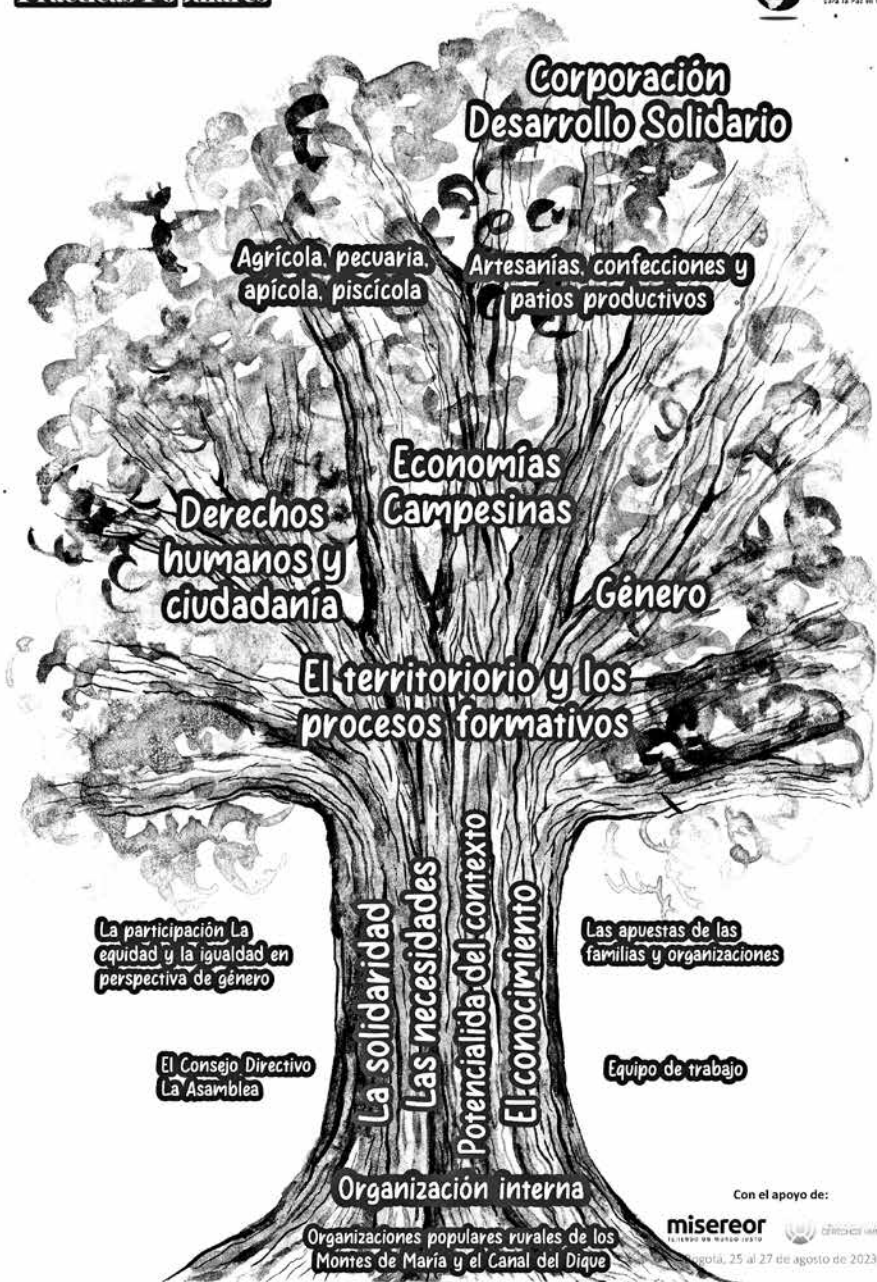 Prácticas Populares
Corporación
Desarrollo Solidario
Agrícola, pecuaria,
apícola, piscícola
Artesanías, confecciones y
patios productivos
Economías
Campesinas
Derechos
humanos y
ciudadanía
Género
El territoriorio y los
procesos formativos
La solidaridad
Las necesidades
Potencialida del contexto
El conocimiento
La participación La
equidad y la igualdad en
perspectiva de género
Las apuestas de las
familias y organizaciones
El Consejo Directivo
La Asamblea
Equipo de trabajo
Organización interna
Organizaciones populares rurales de los
Montes de María y el Canal del Dique
Con el apoyo de:
misereor
Bogotá, 25 al 27 de agosto de 2023